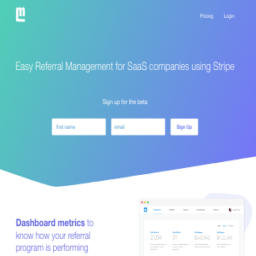 Pricing Login
Easy Referral Management for SaaS companies using Stripe
Sign up for the beta
first name email Sign Up
Dashboard metrics to
know how your referral
program is performing